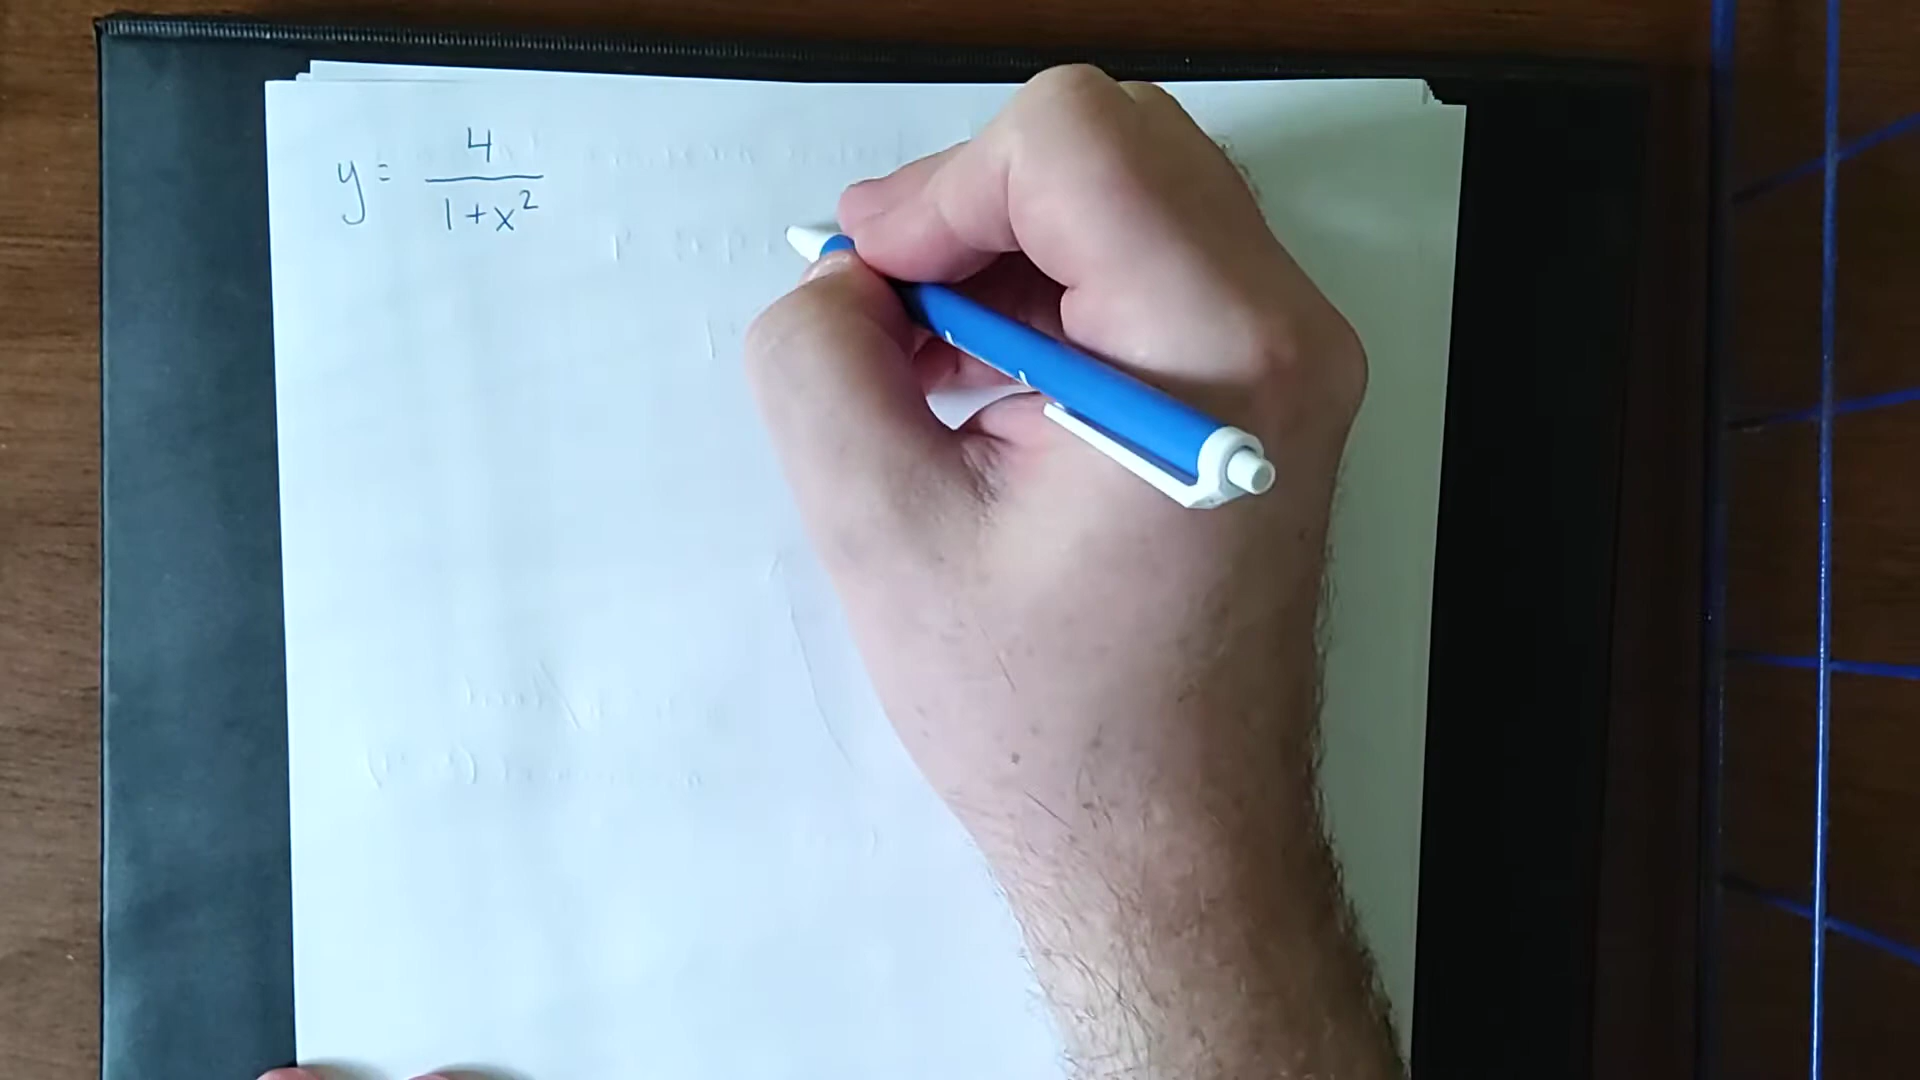 y = 4/(1+x²)